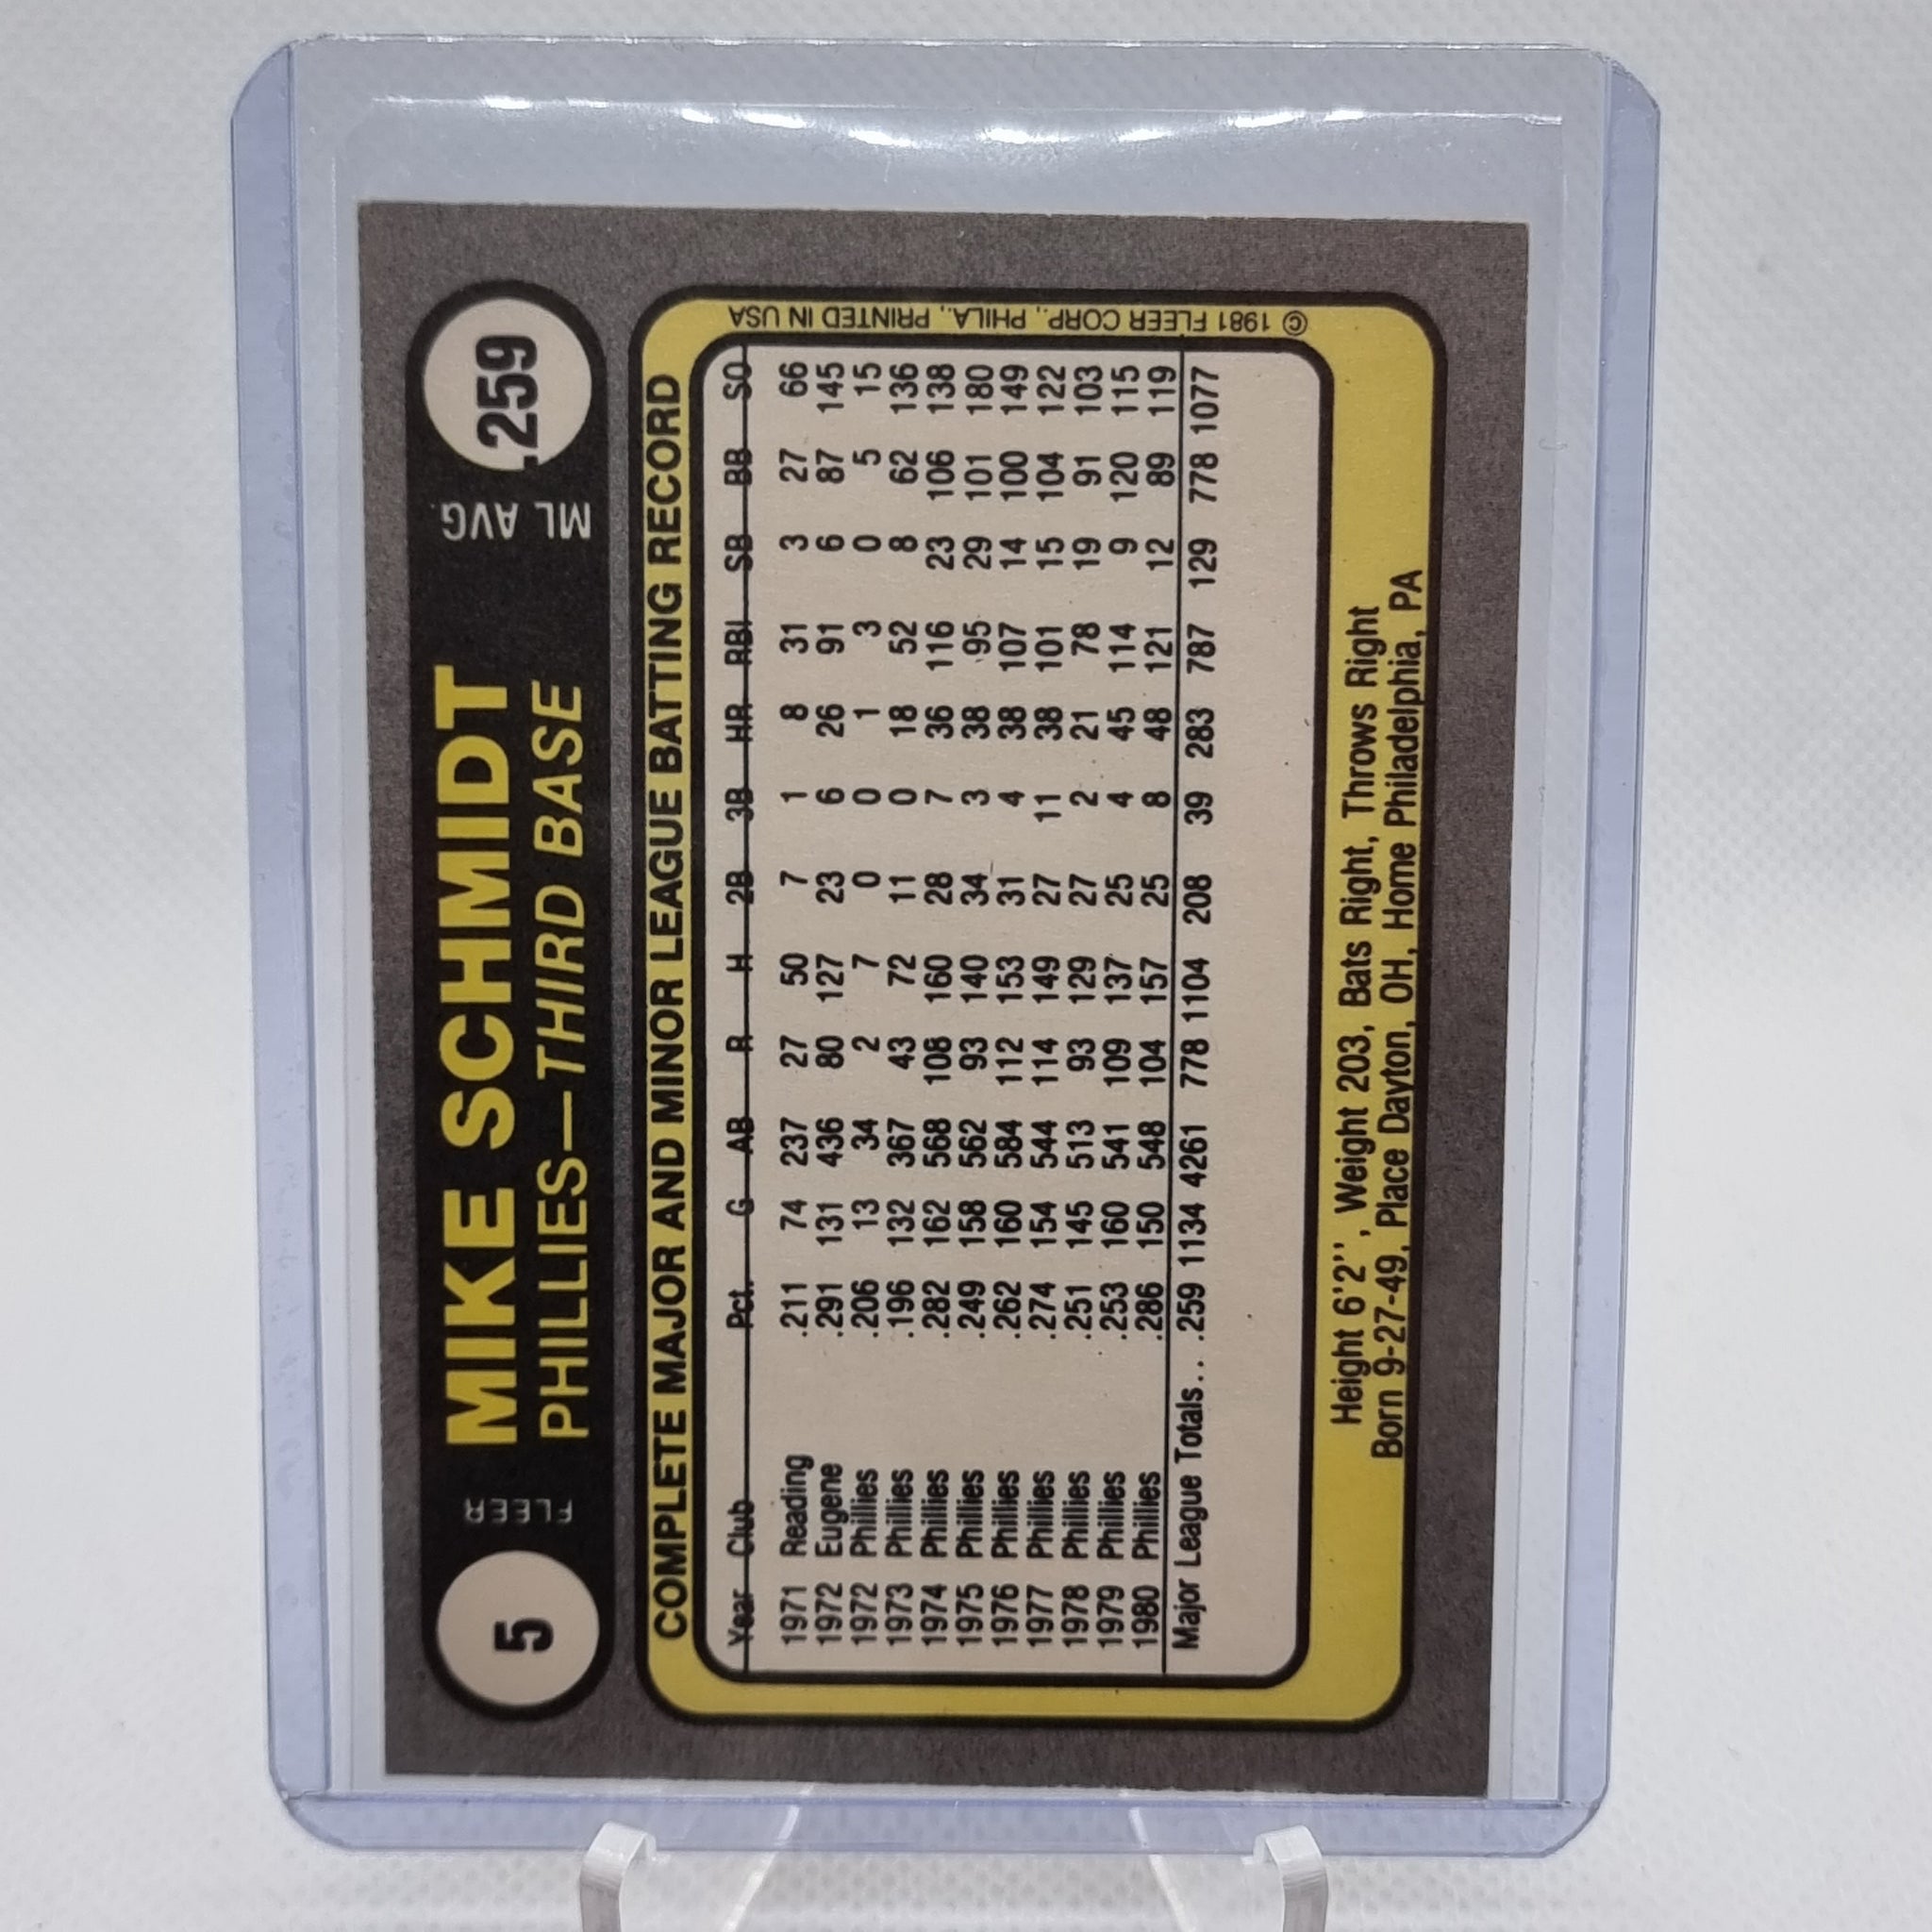 5
FLEER
MIKE SCHMIDT
PHILLIES—THIRD BASE
ML AVG.
.259
COMPLETE MAJOR AND MINOR LEAGUE BATTING RECORD
Year Club Pct. G AB R H 2B 3B HR RBI SB BB SO
1971 Reading .211 74 237 27 50 7 1 8 31 3 27 66
1972 Eugene .291 131 436 80 127 23 6 26 91 6 87 145
1972 Phillies .206 13 34 2 7 0 0 1 3 0 5 15
1973 Phillies .196 132 367 43 72 11 0 18 52 8 62 136
1974 Phillies .282 162 568 108 160 28 7 36 116 23 106 138
1975 Phillies .249 158 562 93 140 34 3 38 95 29 101 180
1976 Phillies .262 160 584 112 153 31 4 38 107 14 100 149
1977 Phillies .274 154 544 114 149 27 11 38 101 15 104 122
1978 Phillies .251 145 513 93 129 27 2 21 78 19 91 103
1979 Phillies .253 160 541 109 137 25 4 45 114 9 120 115
1980 Phillies .286 150 548 104 157 25 8 48 121 12 89 119
Major League Totals... .259 1134 4261 778 1104 208 39 283 787 129 778 1077
Height 6'2'', Weight 203, Bats Right, Throws Right
Born 9-27-49, Place Dayton, OH, Home Philadelphia, PA
© 1981 FLEER CORP., PHILA., PRINTED IN USA